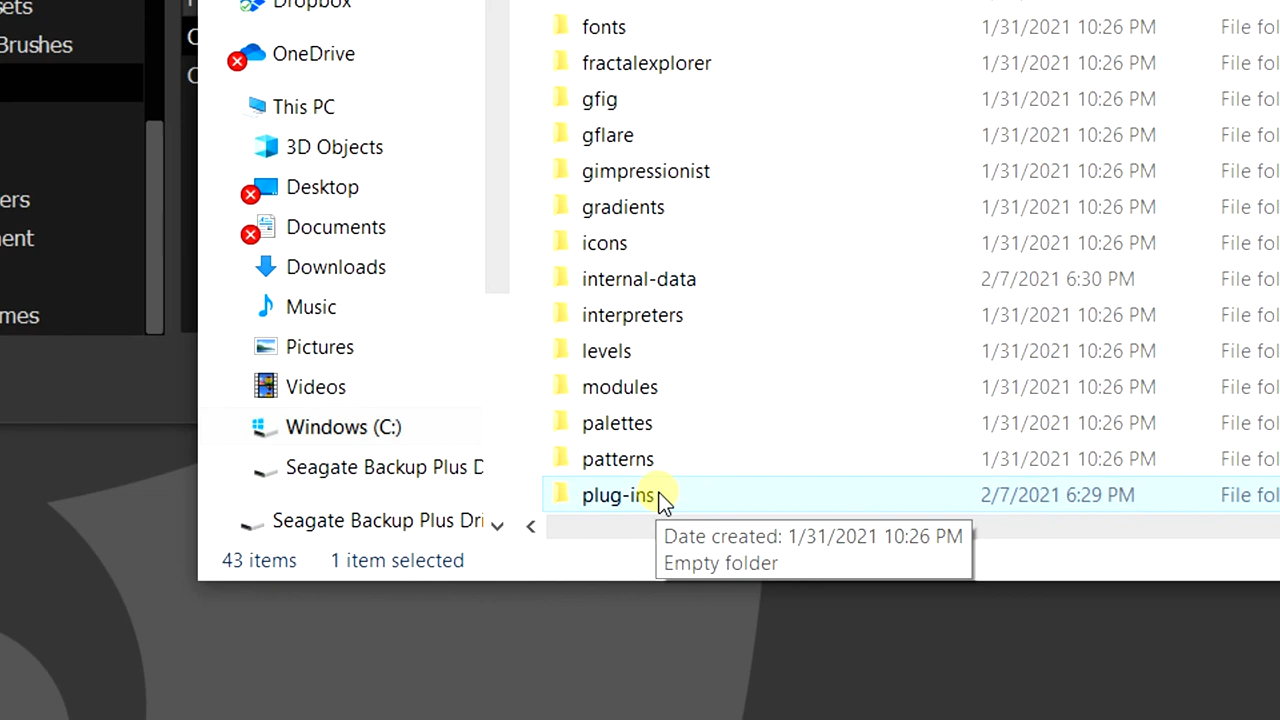 sets
Brushes
ers
ent
mes
Dropbox
OneDrive
This PC
3D Objects
Desktop
Documents
Downloads
Music
Pictures
Videos
Windows (C:)
Seagate Backup Plus D
Seagate Backup Plus Dri
fonts 1/31/2021 10:26 PM File fol
fractalexplorer 1/31/2021 10:26 PM File fol
gfig 1/31/2021 10:26 PM File fol
gflare 1/31/2021 10:26 PM File fol
gimpressionist 1/31/2021 10:26 PM File fol
gradients 1/31/2021 10:26 PM File fol
icons 1/31/2021 10:26 PM File fol
internal-data 2/7/2021 6:30 PM File fol
interpreters 1/31/2021 10:26 PM File fol
levels 1/31/2021 10:26 PM File fol
modules 1/31/2021 10:26 PM File fol
palettes 1/31/2021 10:26 PM File fol
patterns 1/31/2021 10:26 PM File fol
plug-ins 2/7/2021 6:29 PM File fol
Date created: 1/31/2021 10:26 PM
Empty folder
43 items 1 item selected